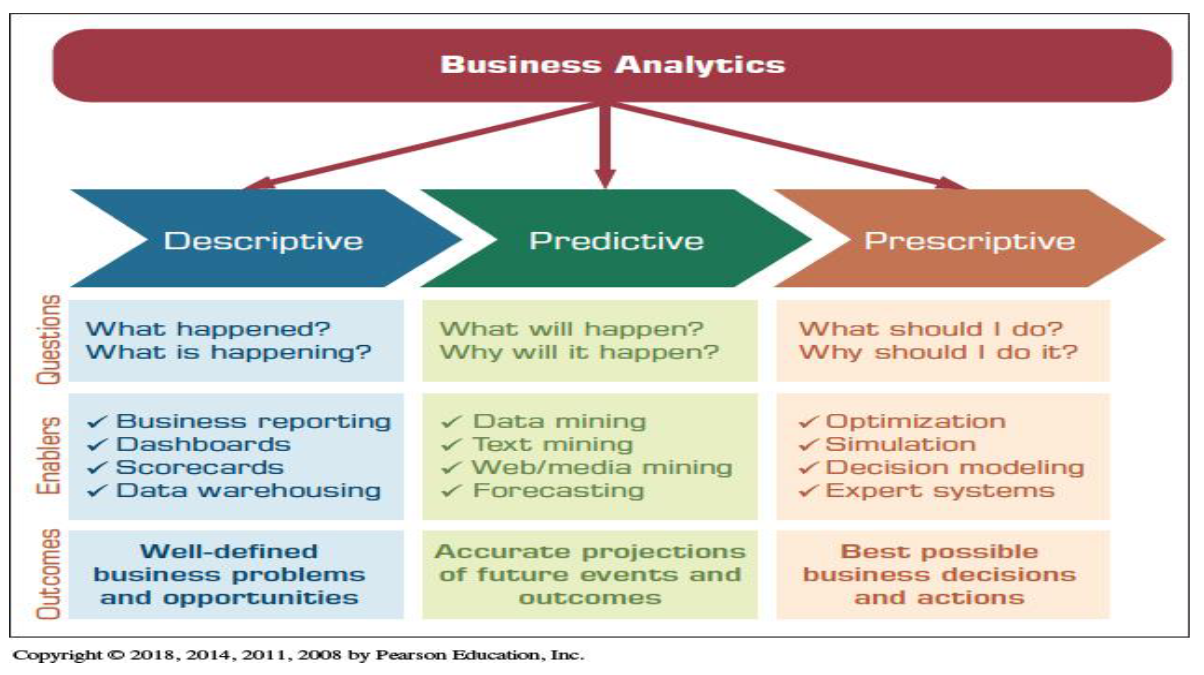 Business Analytics
Descriptive
Predictive
Prescriptive
Questions
What happened?
What is happening?
What will happen?
Why will it happen?
What should I do?
Why should I do it?
Enablers
✓ Business reporting
✓ Dashboards
✓ Scorecards
✓ Data warehousing
✓ Data mining
✓ Text mining
✓ Web/media mining
✓ Forecasting
✓ Optimization
✓ Simulation
✓ Decision modeling
✓ Expert systems
Outcomes
Well-defined
business problems
and opportunities
Accurate projections
of future events and
outcomes
Best possible
business decisions
and actions
Copyright © 2018, 2014, 2011, 2008 by Pearson Education, Inc.